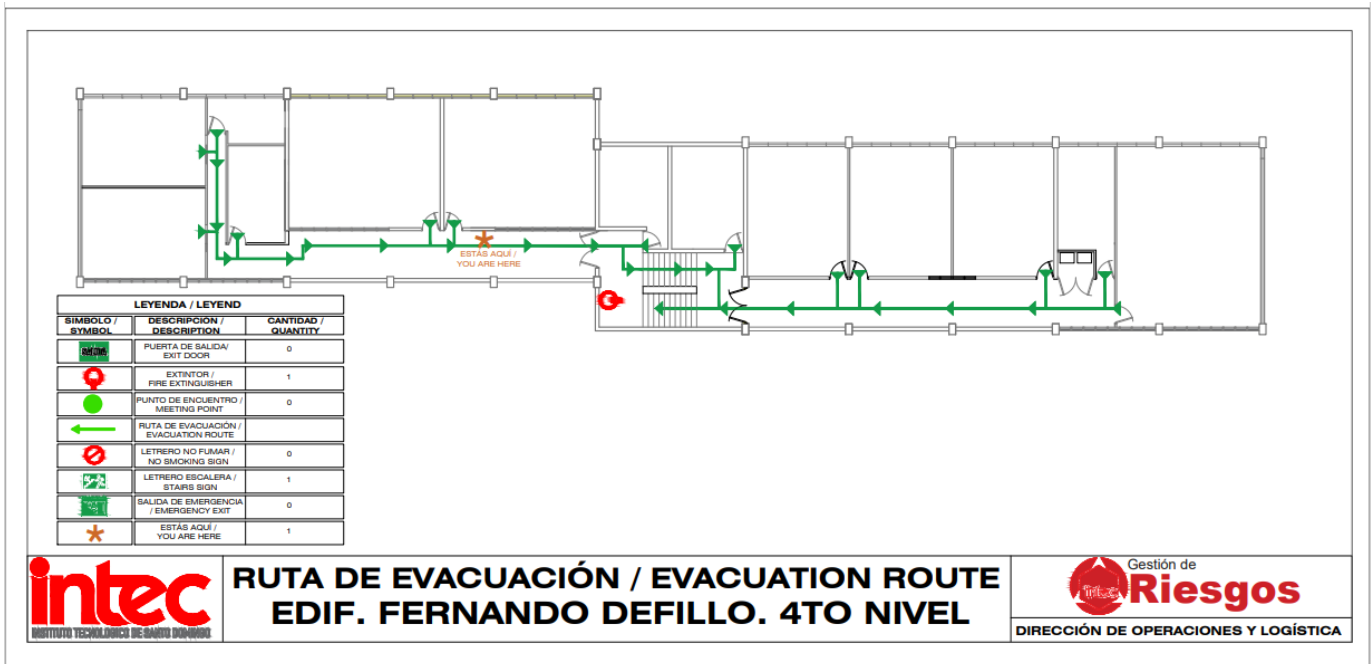 ESTÁS AQUÍ /
YOU ARE HERE
LEYENDA / LEYEND
SIMBOLO /
SYMBOL
DESCRIPCIÓN /
DESCRIPTION
CANTIDAD /
QUANTITY
PUERTA DE SALIDA/
EXIT DOOR
0
EXTINTOR /
FIRE EXTINGUISHER
1
PUNTO DE ENCUENTRO /
MEETING POINT
0
RUTA DE EVACUACIÓN /
EVACUATION ROUTE
LETRERO NO FUMAR /
NO SMOKING SIGN
0
LETRERO ESCALERA /
STAIRS SIGN
1
SALIDA DE EMERGENCIA
/ EMERGENCY EXIT
0
ESTÁS AQUÍ /
YOU ARE HERE
1
intec
INSTITUTO TECNOLOGICO DE SANTO DOMINGO
RUTA DE EVACUACIÓN / EVACUATION ROUTE
EDIF. FERNANDO DEFILLO. 4TO NIVEL
Gestión de
Riesgos
DIRECCIÓN DE OPERACIONES Y LOGÍSTICA